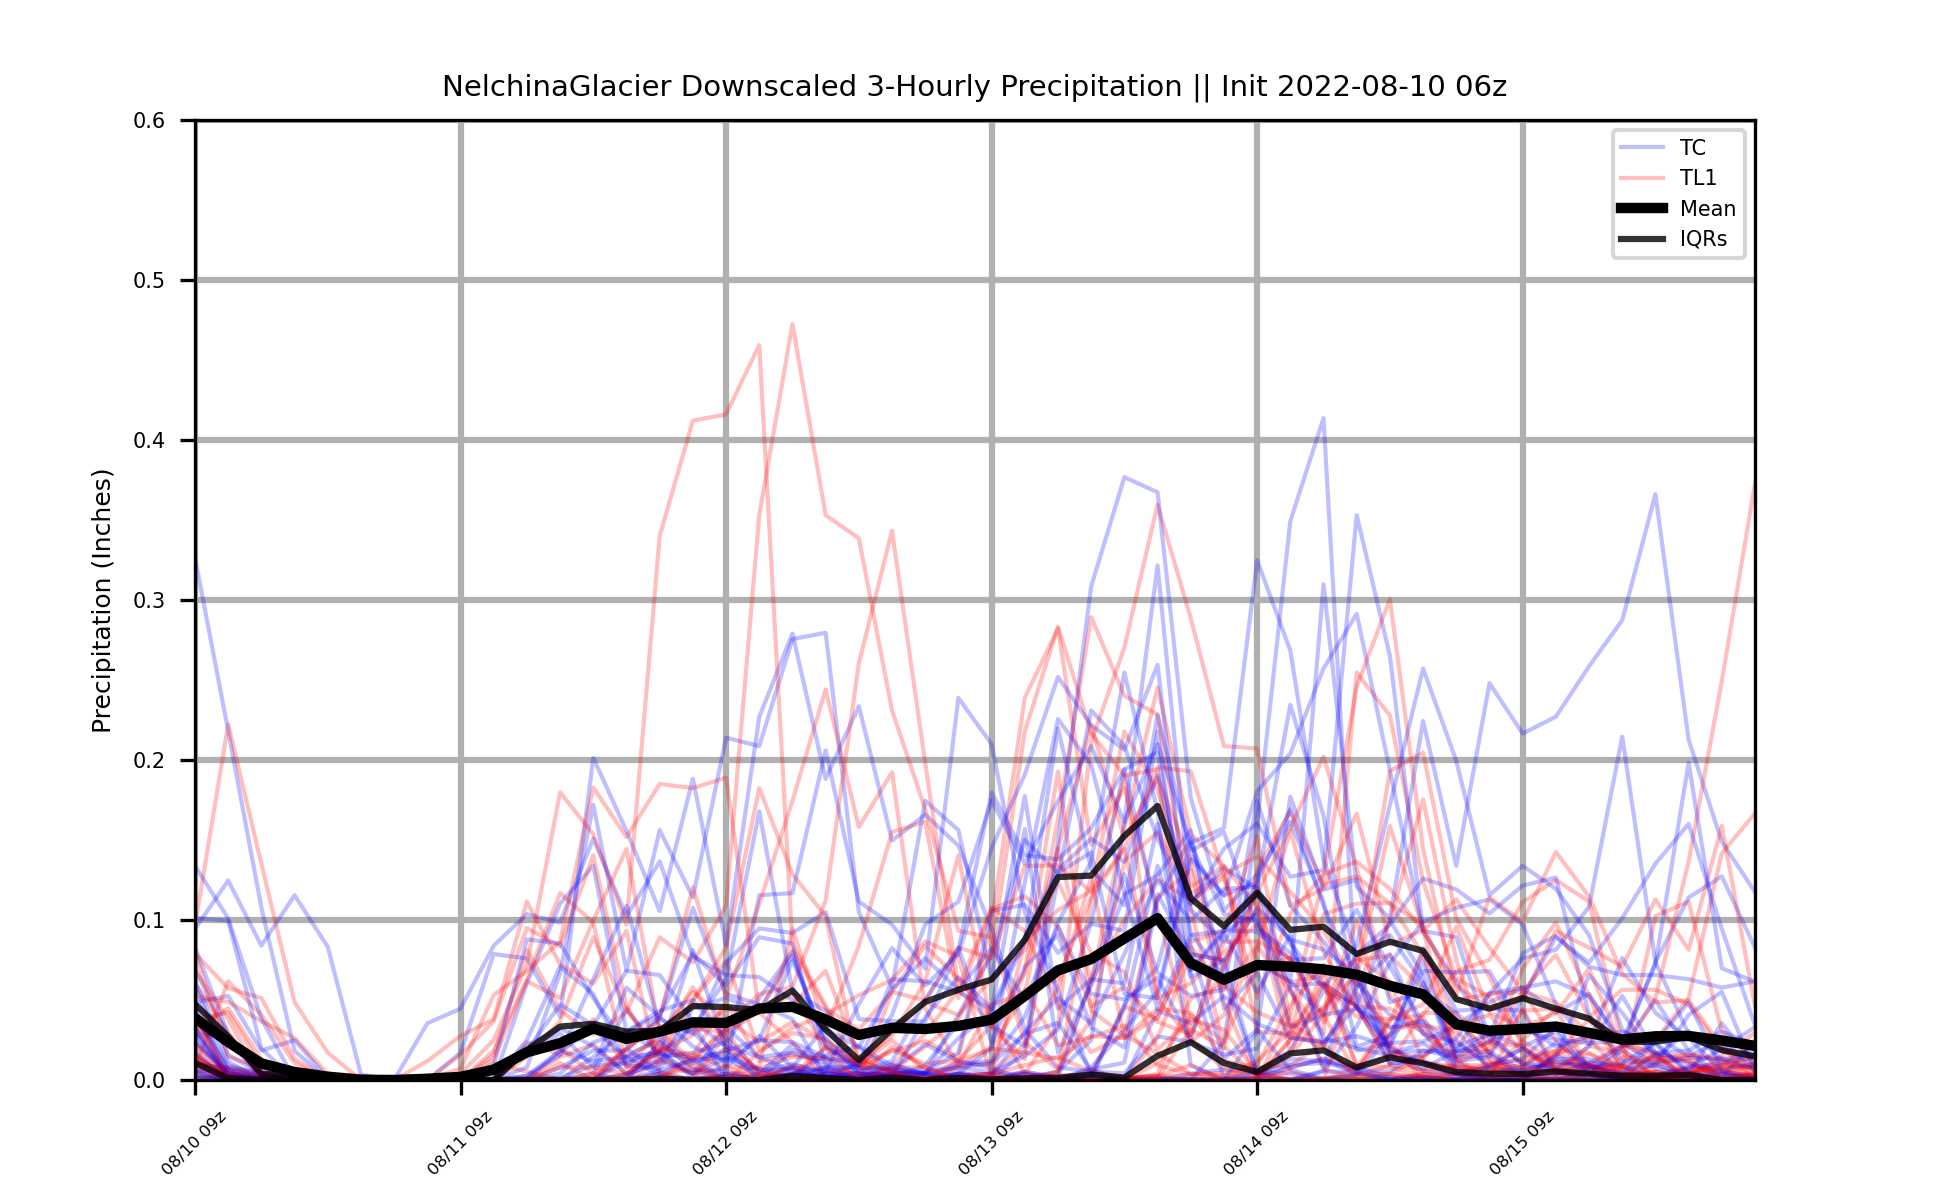 NelchinaGlacier Downscaled 3-Hourly Precipitation || Init 2022-08-10 06z
TC
TL1
Mean
IQRs
Precipitation (Inches)
0.6
0.5
0.4
0.3
0.2
0.1
0.0
08/10 09z
08/11 09z
08/12 09z
08/13 09z
08/14 09z
08/15 09z